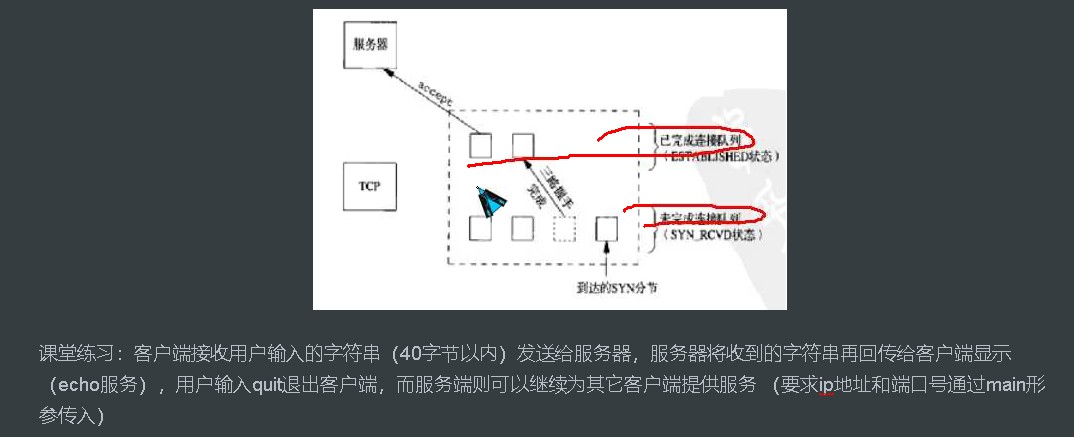 服务器
accept
已完成连接队列
(ESTABLISHED状态)
TCP
三路握手
完成
未完成连接队列
(SYN_RCVD状态)
到达的SYN分节
课堂练习：客户端接收用户输入的字符串（40字节以内）发送给服务器，服务器将收到的字符串再回传给客户端显示
（echo服务），用户输入quit退出客户端，而服务端则可以继续为其它客户端提供服务 （要求ip地址和端口号通过main形
参传入）